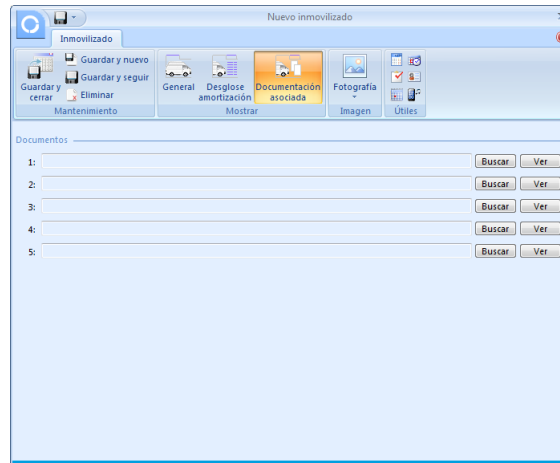 Nuevo inmovilizado
Inmovilizado
Guardar y cerrar
Guardar y nuevo
Guardar y seguir
Eliminar
General
Desglose amortización
Documentación asociada
Fotografía
Mantenimiento
Mostrar
Imagen
Útiles
Documentos
1: Buscar Ver
2: Buscar Ver
3: Buscar Ver
4: Buscar Ver
5: Buscar Ver